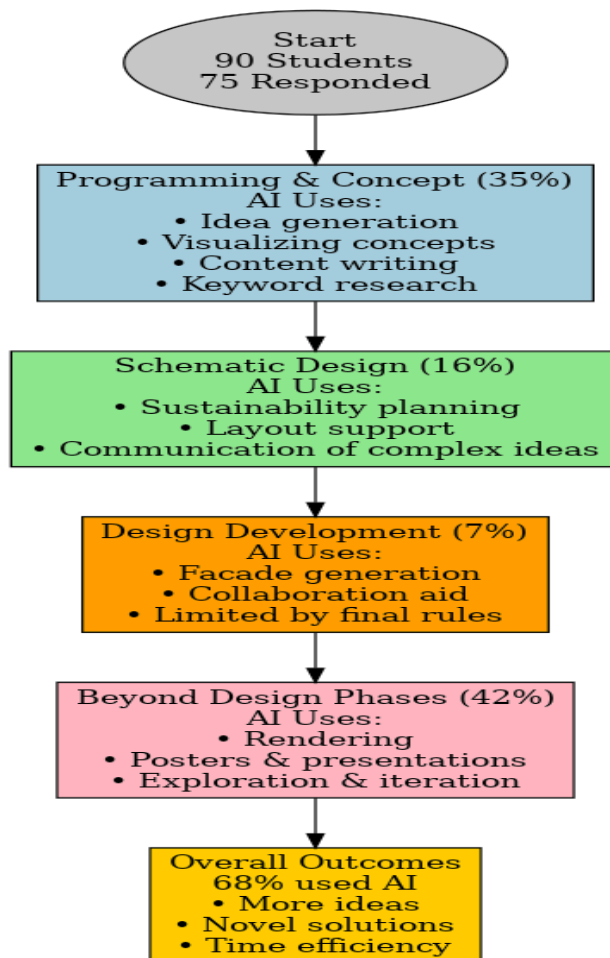 Start
90 Students
75 Responded
Programming & Concept (35%)
AI Uses:
• Idea generation
• Visualizing concepts
• Content writing
• Keyword research
Schematic Design (16%)
AI Uses:
• Sustainability planning
• Layout support
• Communication of complex ideas
Design Development (7%)
AI Uses:
• Facade generation
• Collaboration aid
• Limited by final rules
Beyond Design Phases (42%)
AI Uses:
• Rendering
• Posters & presentations
• Exploration & iteration
Overall Outcomes
68% used AI
• More ideas
• Novel solutions
• Time efficiency